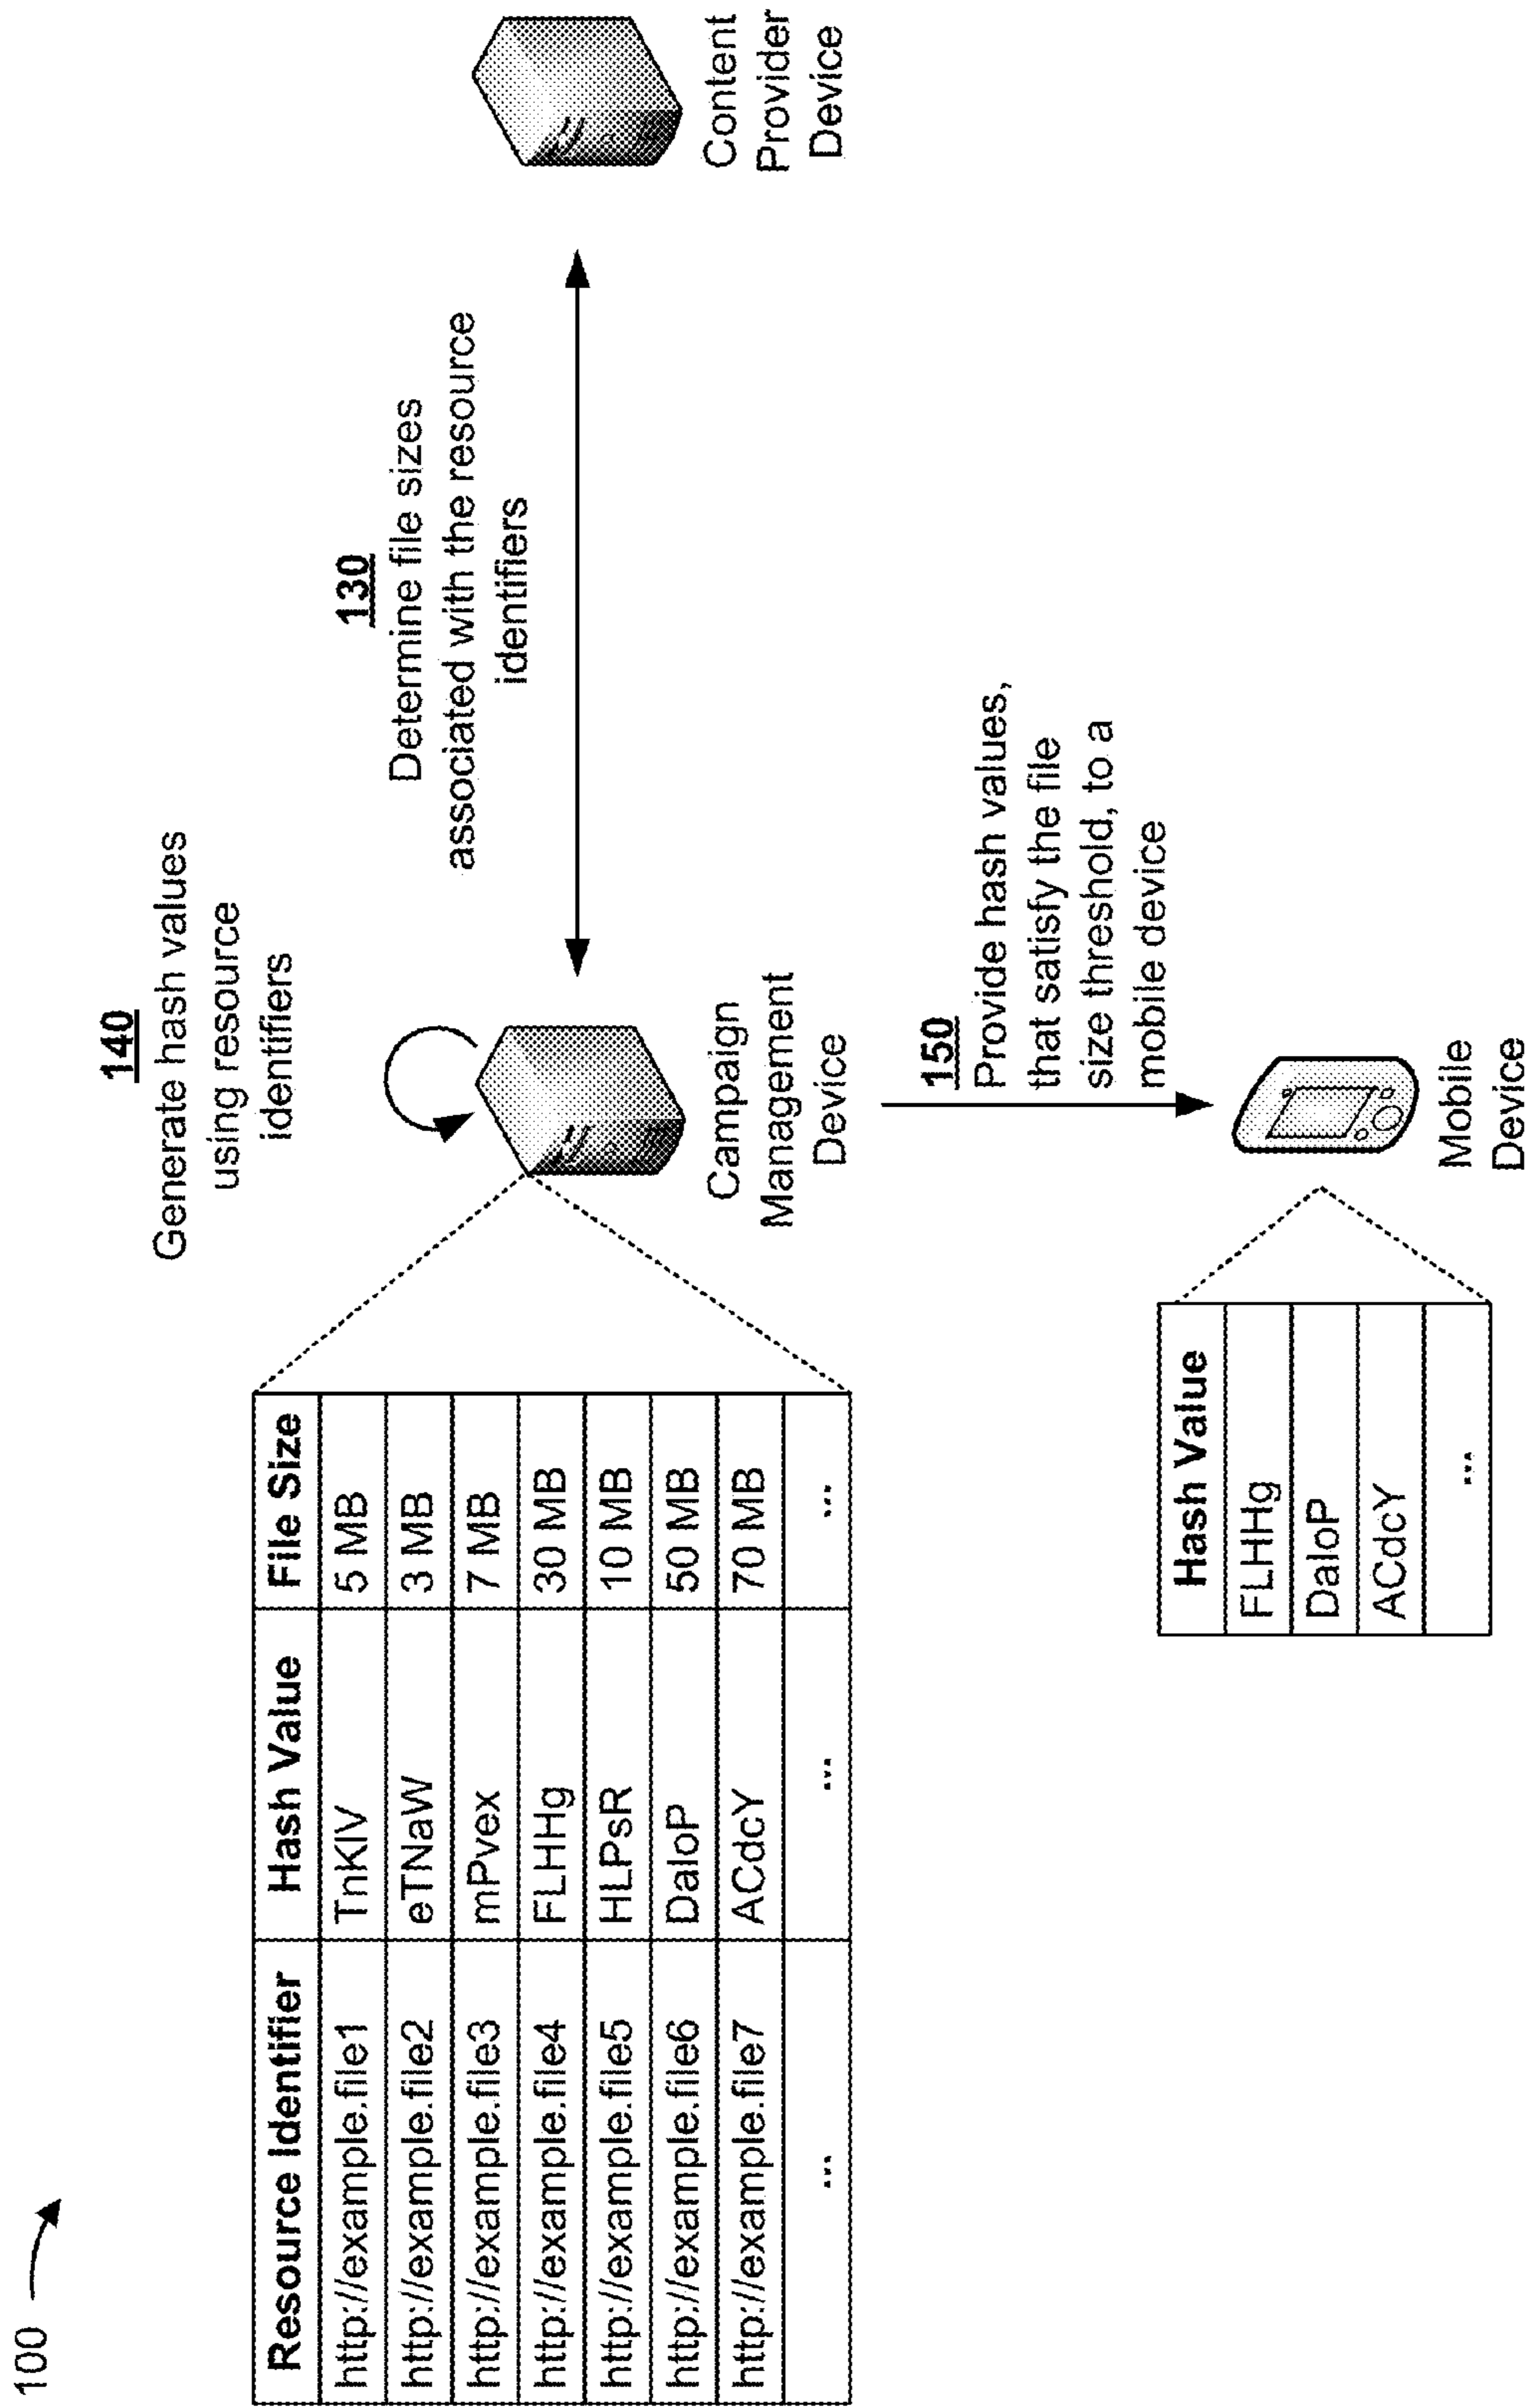 100
140
Generate hash values
using resource
identifiers
130
Determine file sizes
associated with the resource
identifiers
Resource Identifier Hash Value File Size
http://example.file1 TnKIV 5 MB
http://example.file2 eTNaW 3 MB
http://example.file3 mPvex 7 MB
http://example.file4 FLHHg 30 MB
http://example.file5 HLPsR 10 MB
http://example.file6 DaloP 50 MB
http://example.file7 ACdcY 70 MB
... ... ...
Campaign
Management
Device
Content
Provider
Device
150
Provide hash values,
that satisfy the file
size threshold, to a
mobile device
Hash Value
FLHHg
DaloP
ACdcY
...
Mobile
Device